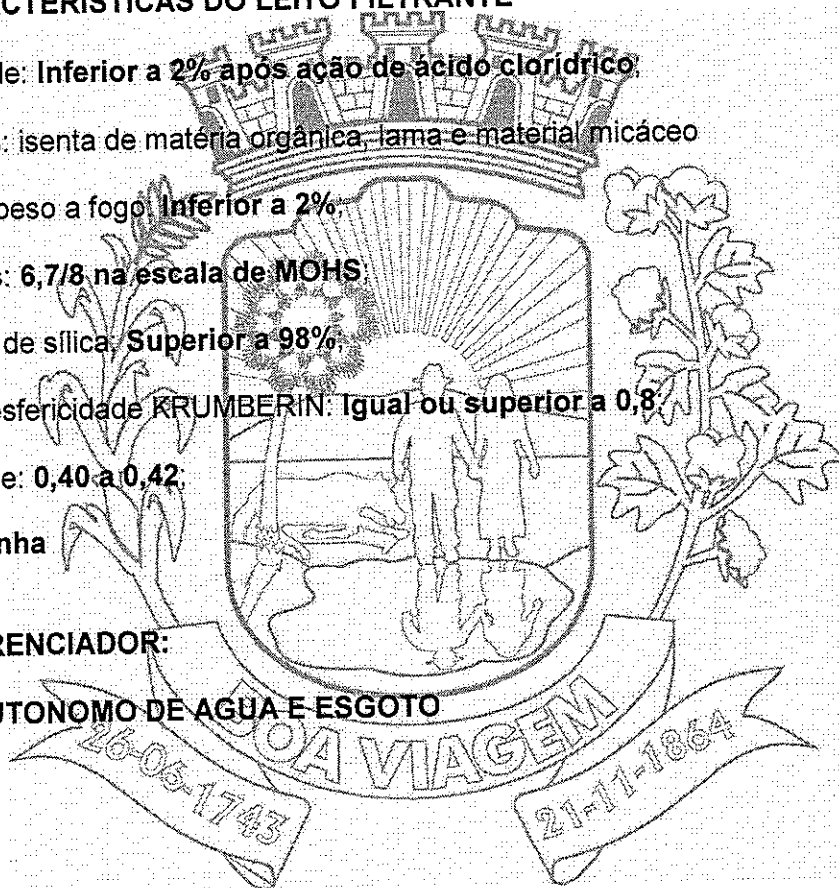 ACTERÍSTICAS DO LEITO FILTRANTE
de: Inferior a 2% após ação de ácido clorídrico;
: isenta de matéria orgânica, lama e material micáceo
peso a fogo: Inferior a 2%;
s: 6,7/8 na escala de MOHS;
de sílica: Superior a 98%;
esfericidade KRUMBERIN: Igual ou superior a 0,8;
e: 0,40 a 0,42;
nha
RENCIADOR:
UTONOMO DE AGUA E ESGOTO
BOA VIAGEM
26-05-1743
21-11-1864